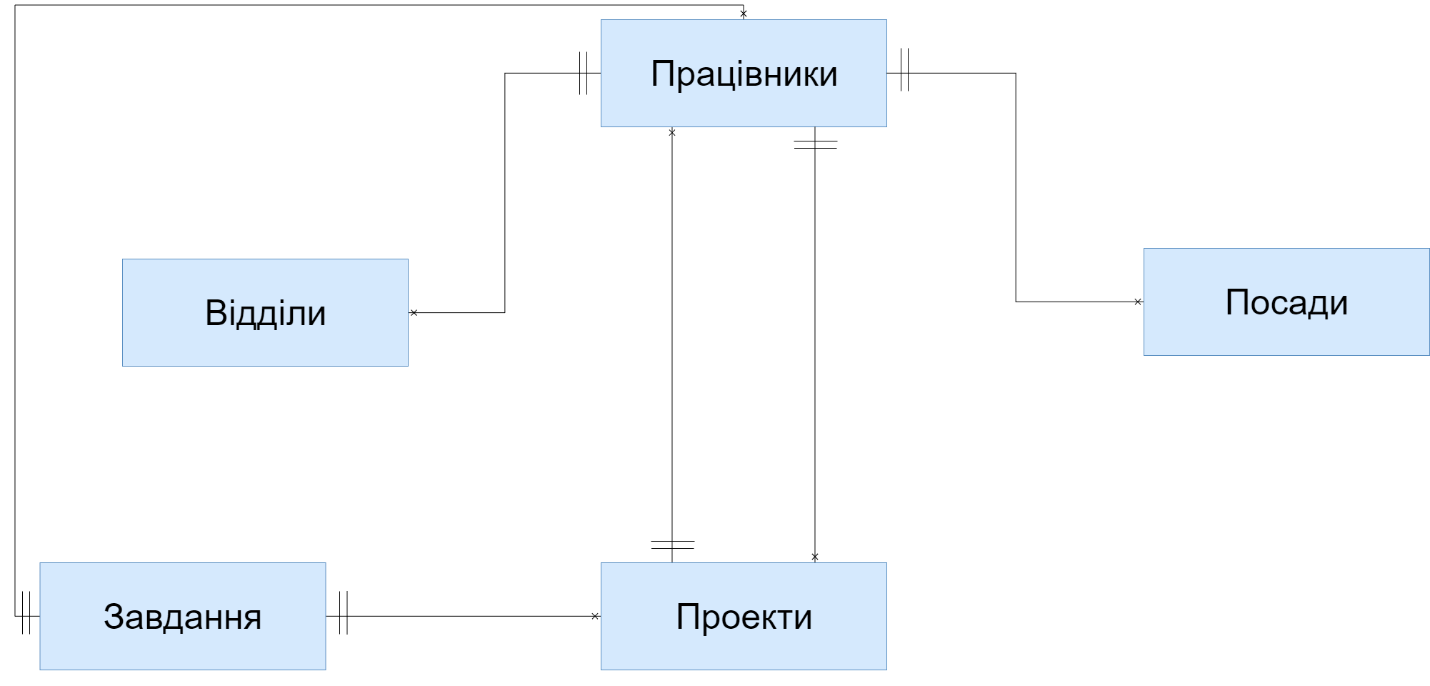 Працівники
Відділи
Посади
Завдання
Проекти